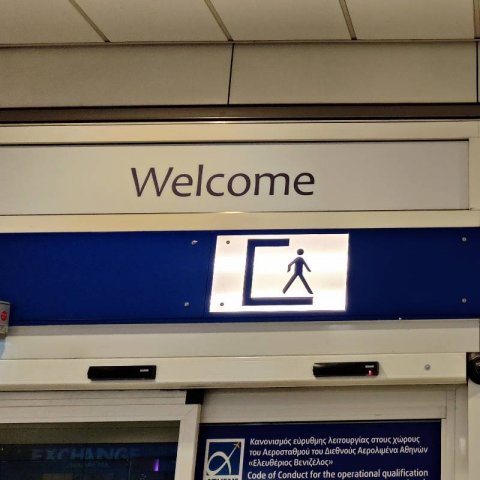 Welcome
Κανονισμός εύρυθμης λειτουργίας στους χώρους
του Αεροσταθμού του Διεθνούς Αερολιμένα Αθηνών
«Ελευθέριος Βενιζέλος»
Code of Conduct for the operational qualification
EXCHANGE